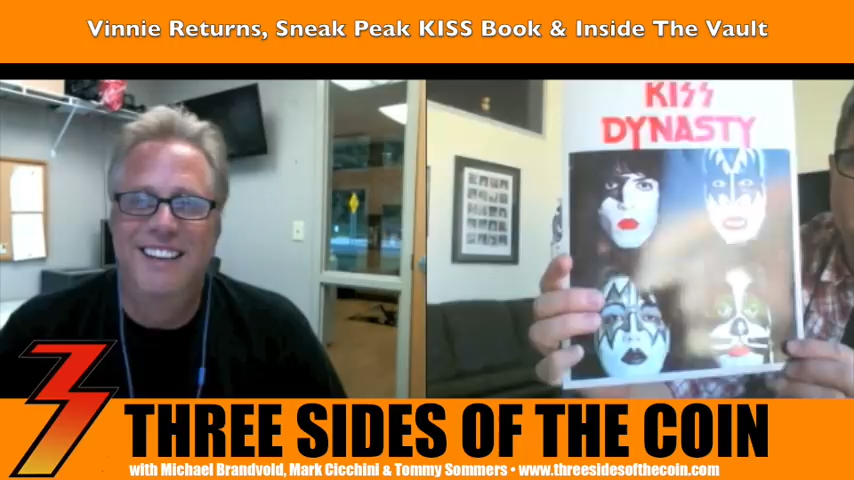 Vinnie Returns, Sneak Peak KISS Book & Inside The Vault
KISS
DYNASTY
THREE SIDES OF THE COIN
with Michael Brandvold, Mark Cicchini & Tommy Sommers • www.threesidesofthecoin.com